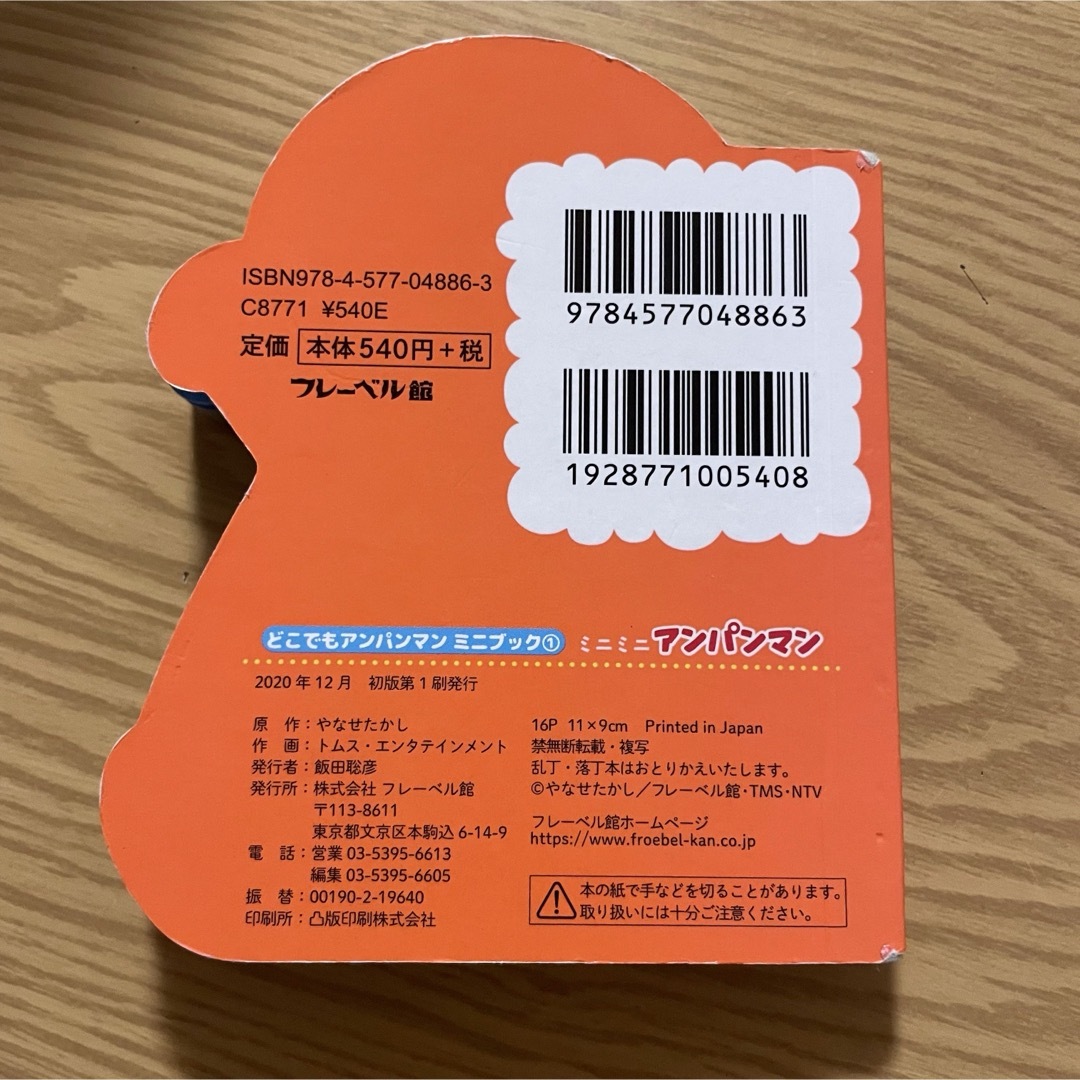 ISBN978-4-577-04886-3
C8771 ¥540E
定価 本体540円+税
フレーベル館
9784577048863
1928771005408
どこでもアンパンマン ミニブック① ミニミニ アンパンマン
2020年12月 初版第1刷発行
原 作：やなせたかし
作 画：トムス・エンタテインメント
発行者：飯田聡彦
発行所：株式会社 フレーベル館
〒113-8611
東京都文京区本駒込 6-14-9
電 話：営業 03-5395-6613
編集 03-5395-6605
振 替：00190-2-19640
印刷所：凸版印刷株式会社
16P 11×9cm Printed in Japan
禁無断転載・複写
乱丁・落丁本はおとりかえいたします。
©やなせたかし／フレーベル館・TMS・NTV
フレーベル館ホームページ
https://www.froebel-kan.co.jp
本の紙で手などを切ることがあります。
取り扱いには十分ご注意ください。